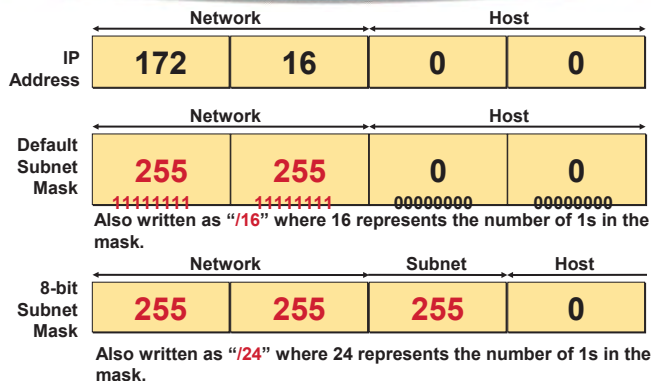 Network Host
IP
Address
172 16 0 0
Network Host
Default
Subnet
Mask
255 255 0 0
11111111 11111111 00000000 00000000
Also written as “/16” where 16 represents the number of 1s in the
mask.
Network Subnet Host
8-bit
Subnet
Mask
255 255 255 0
Also written as “/24” where 24 represents the number of 1s in the
mask.